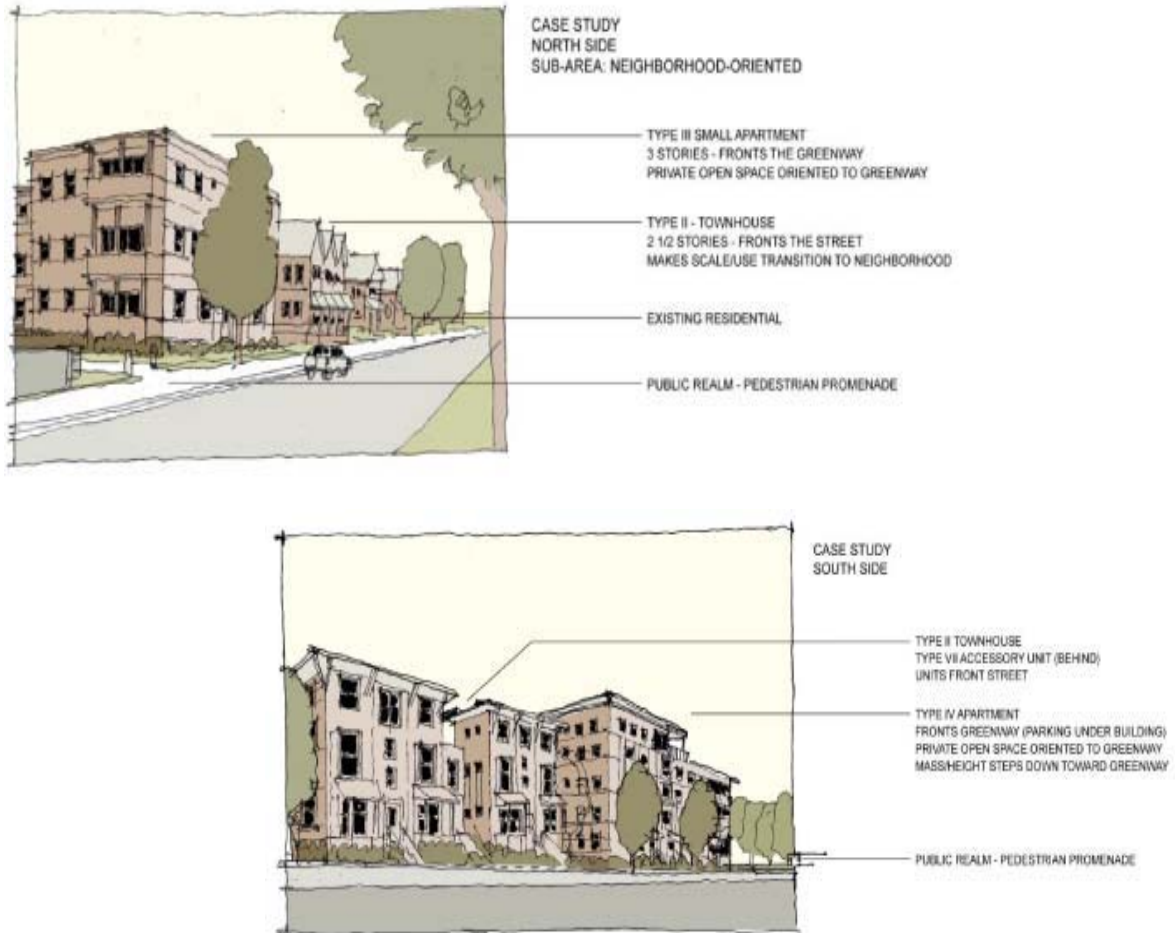 CASE STUDY
NORTH SIDE
SUB-AREA: NEIGHBORHOOD-ORIENTED
TYPE III SMALL APARTMENT
3 STORIES - FRONTS THE GREENWAY
PRIVATE OPEN SPACE ORIENTED TO GREENWAY
TYPE II - TOWNHOUSE
2 1/2 STORIES - FRONTS THE STREET
MAKES SCALE/USE TRANSITION TO NEIGHBORHOOD
EXISTING RESIDENTIAL
PUBLIC REALM - PEDESTRIAN PROMENADE
CASE STUDY
SOUTH SIDE
TYPE II TOWNHOUSE
TYPE VII ACCESSORY UNIT (BEHIND)
UNITS FRONT STREET
TYPE IV APARTMENT
FRONTS GREENWAY (PARKING UNDER BUILDING)
PRIVATE OPEN SPACE ORIENTED TO GREENWAY
MASS/HEIGHT STEPS DOWN TOWARD GREENWAY
PUBLIC REALM - PEDESTRIAN PROMENADE